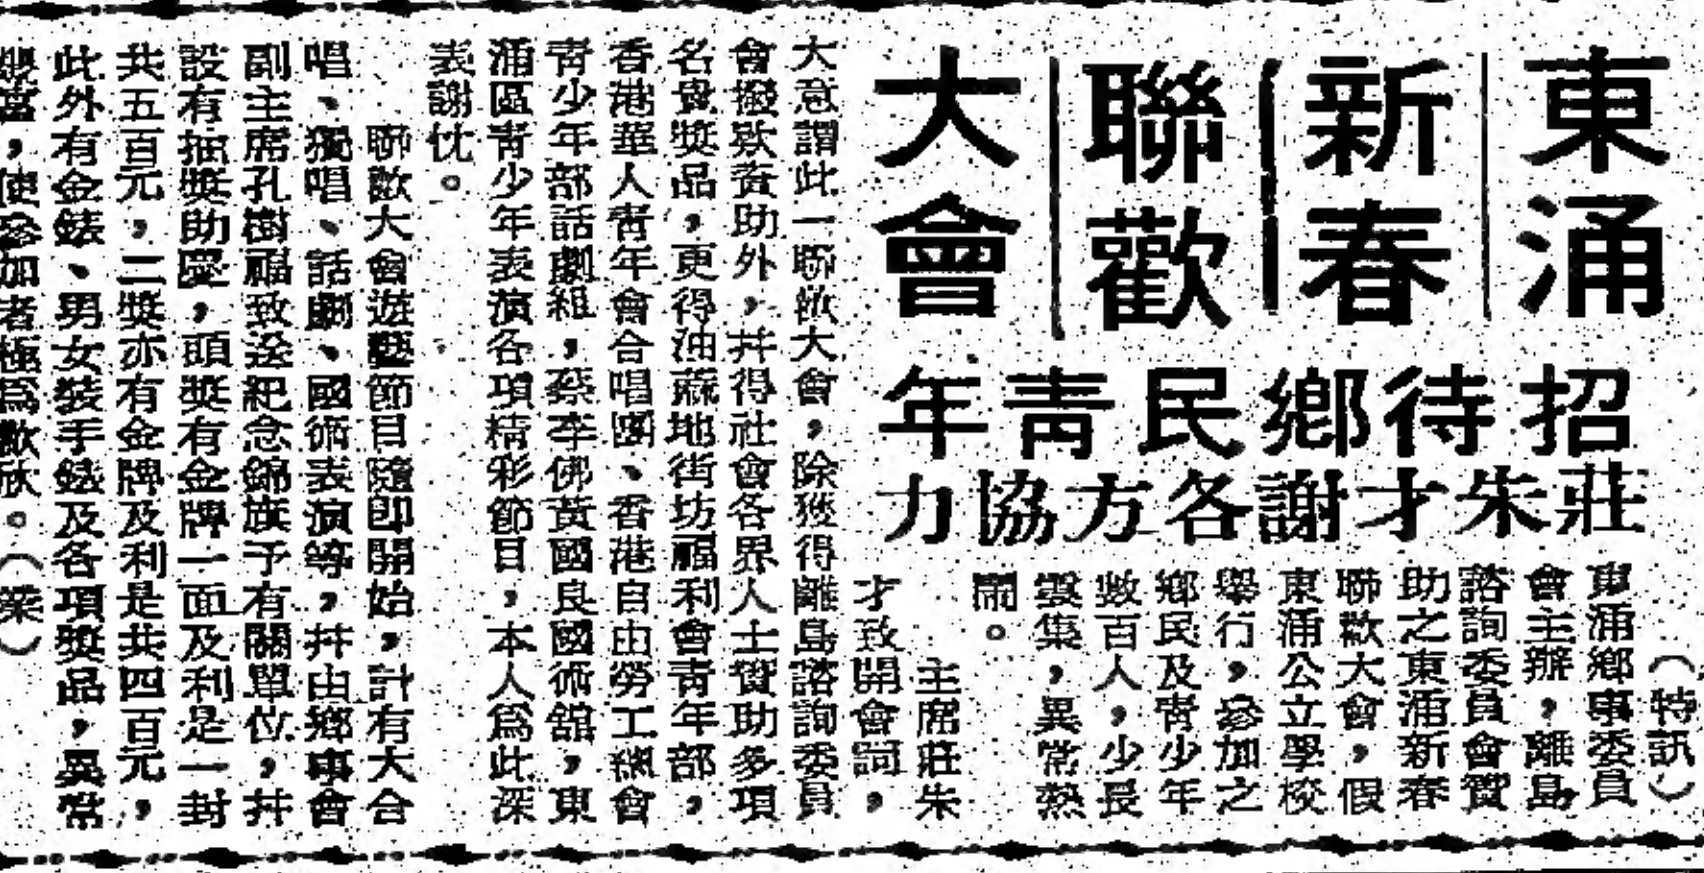 東涌
新春
聯歡
大會
招待鄉民青年
莊朱才謝各方協力
（特訊）
東涌鄉事委員
會主辦，離島
諮詢委員會贊
助之東涌新春
聯歡大會，假
東涌公立學校
舉行，參加之
鄉民及青少年
數百人，少長
雲集，異常熱
鬧。
主席莊朱
才致開會詞，
大意謂此一聯歡大會，除獲得離島諮詢委員
會撥款資助外，并得社會各界人士贊助多項
名貴獎品，更得油蔴地街坊福利會青年部，
香港華人青年會合唱團、香港自由勞工總會
青少年部話劇組，蔡李佛黃國良國術舘，東
涌區青少年表演各項精彩節目，本人爲此深
表謝忱。
聯歡大會遊藝節目隨即開始，計有大合
唱、獨唱、話劇、國術表演等，并由鄉事會
副主席孔樹福致送紀念錦旗予有關單位，并
設有抽獎助慶，頭獎有金牌一面及利是一封
共五百元，二獎亦有金牌及利是共四百元，
此外有金錶、男女裝手錶及各項獎品，異常
豐富，使參加者極爲歡欣。（梁）